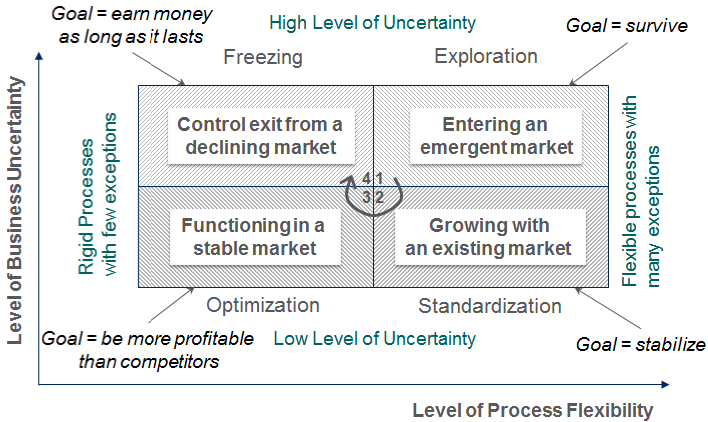 Goal = earn money
as long as it lasts
High Level of Uncertainty
Goal = survive
Freezing
Exploration
Level of Business Uncertainty
Rigid Processes
with few exceptions
Control exit from a
declining market
Entering an
emergent market
4 1
3 2
Functioning in a
stable market
Growing with
an existing market
Flexible processes with
many exceptions
Optimization
Standardization
Goal = be more profitable
than competitors
Low Level of Uncertainty
Goal = stabilize
Level of Process Flexibility